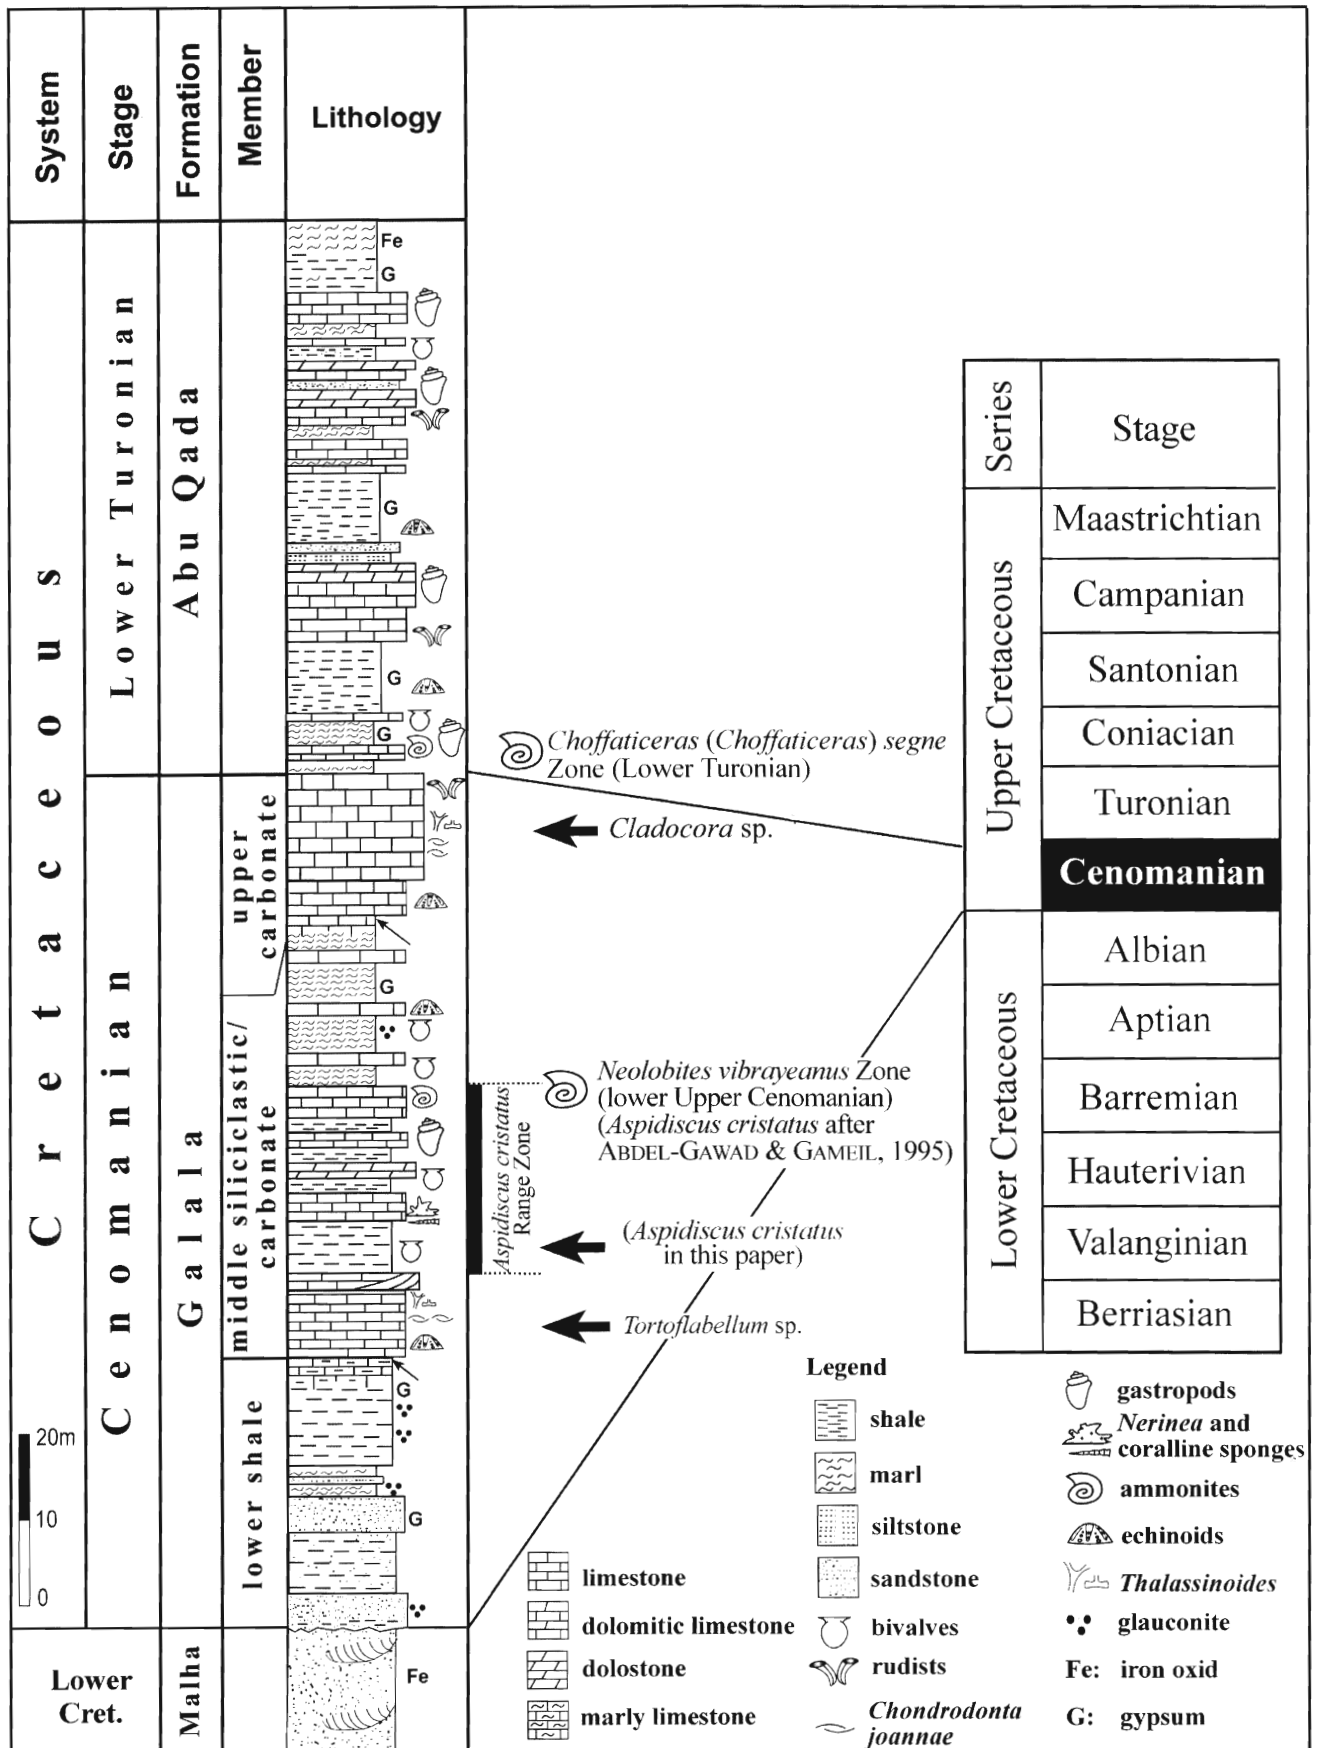 System
Stage
Formation
Member
Lithology
Cretaceous
Lower Turonian
Abu Qada
Fe
G
G
G
G
Cenomanian
Galala
upper
carbonate
G
middle siliciclastic/
carbonate
lower shale
G
G
20m
10
0
Lower
Cret.
Malha
Fe
Choffaticeras (Choffaticeras) segne
Zone (Lower Turonian)
Cladocora sp.
Aspidiscus cristatus
Range Zone
Neolobites vibrayeanus Zone
(lower Upper Cenomanian)
(Aspidiscus cristatus after
ABDEL-GAWAD & GAMEIL, 1995)
(Aspidiscus cristatus
in this paper)
Tortoflabellum sp.
Series
Stage
Upper Cretaceous
Maastrichtian
Campanian
Santonian
Coniacian
Turonian
Cenomanian
Lower Cretaceous
Albian
Aptian
Barremian
Hauterivian
Valanginian
Berriasian
Legend
shale
marl
siltstone
sandstone
bivalves
rudists
Chondrodonta
joannae
limestone
dolomitic limestone
dolostone
marly limestone
gastropods
Nerinea and
coralline sponges
ammonites
echinoids
Thalassinoides
glauconite
Fe: iron oxid
G: gypsum